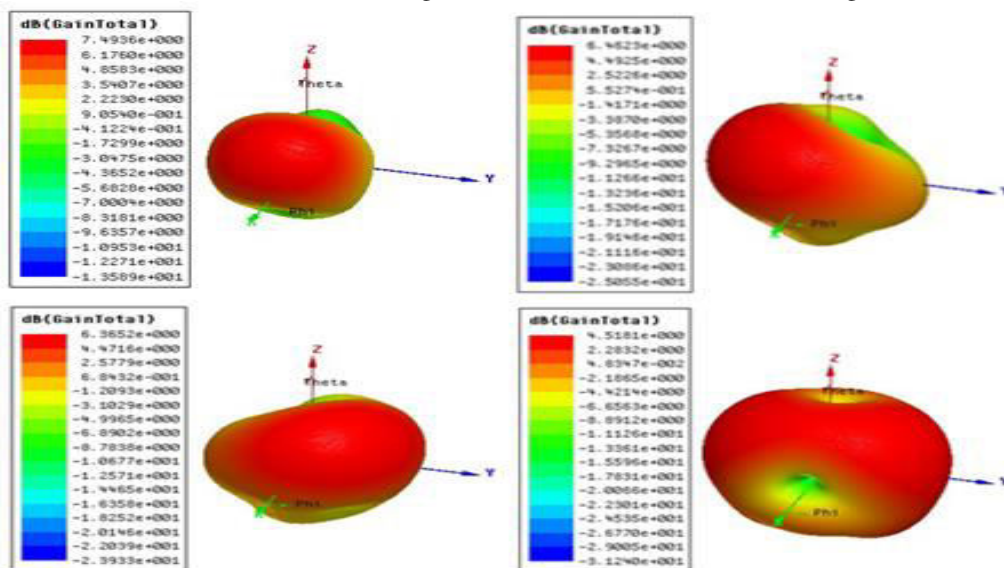 dB(GainTotal)
7.4936e+000
6.1760e+000
4.8583e+000
3.5407e+000
2.2230e+000
9.0540e-001
-4.1224e-001
-1.7299e+000
-3.0475e+000
-4.3652e+000
-5.6828e+000
-7.0004e+000
-8.3181e+000
-9.6357e+000
-1.0953e+001
-1.2271e+001
-1.3589e+001
Z
Theta
Y
Phi
X
dB(GainTotal)
6.4623e+000
4.4925e+000
2.5226e+000
5.5274e-001
-1.4171e+000
-3.3870e+000
-5.3568e+000
-7.3267e+000
-9.2965e+000
-1.1266e+001
-1.3236e+001
-1.5206e+001
-1.7176e+001
-1.9146e+001
-2.1116e+001
-2.3086e+001
-2.5055e+001
Z
Theta
Phi
dB(GainTotal)
6.3652e+000
4.4716e+000
2.5779e+000
6.8432e-001
-1.2093e+000
-3.1029e+000
-4.9965e+000
-6.8902e+000
-8.7838e+000
-1.0677e+001
-1.2571e+001
-1.4465e+001
-1.6358e+001
-1.8252e+001
-2.0146e+001
-2.2039e+001
-2.3933e+001
Z
Theta
Y
Phi
X
dB(GainTotal)
4.5181e+000
2.2832e+000
4.8347e-002
-2.1865e+000
-4.4214e+000
-6.6563e+000
-8.8912e+000
-1.1126e+001
-1.3361e+001
-1.5596e+001
-1.7831e+001
-2.0066e+001
-2.2301e+001
-2.4535e+001
-2.6770e+001
-2.9005e+001
-3.1240e+001
Z
Theta
Phi